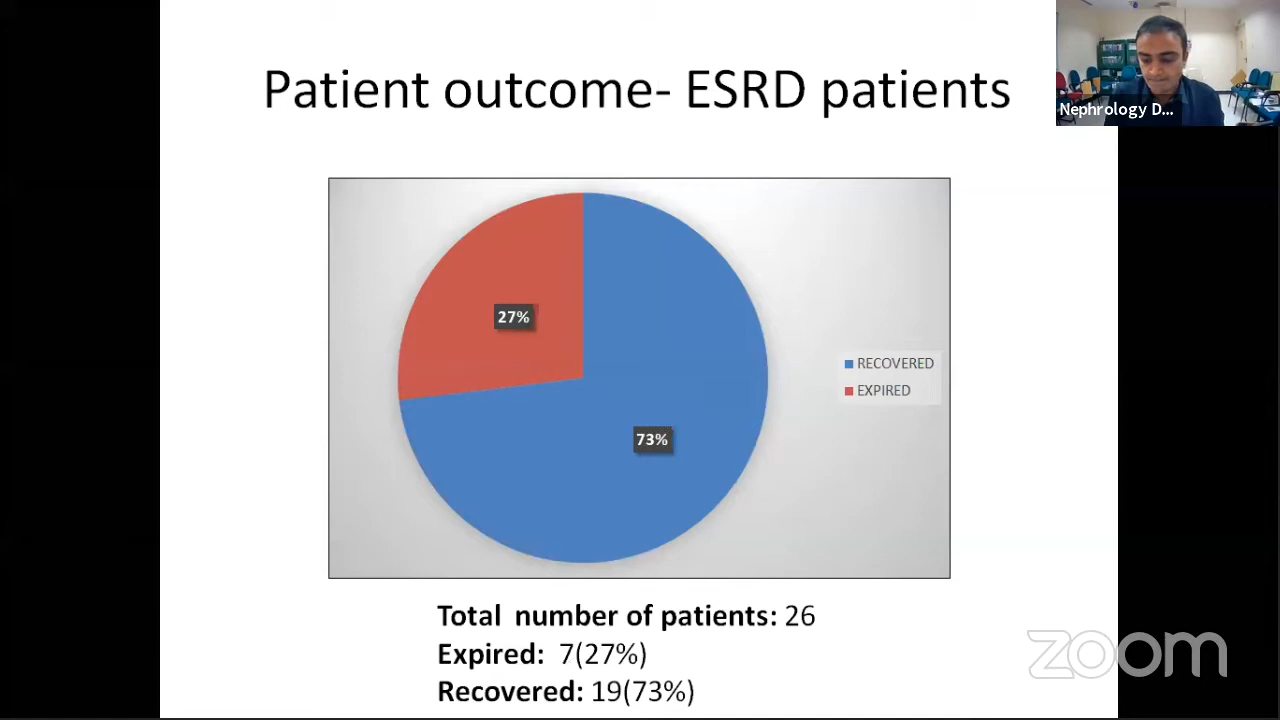 Patient outcome- ESRD patients
Nephrology D...
27%
73%
RECOVERED
EXPIRED
Total number of patients: 26
Expired: 7(27%)
Recovered: 19(73%)
zoom